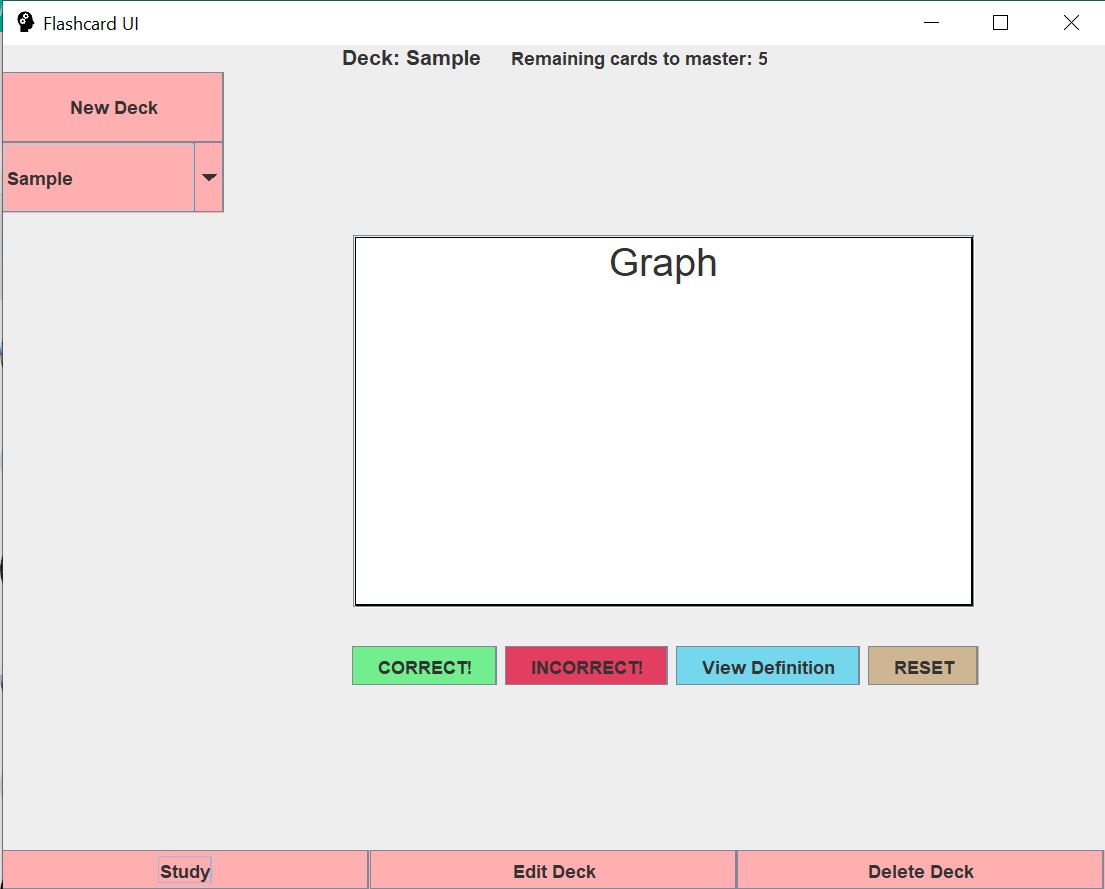 Flashcard UI
Deck: Sample Remaining cards to master: 5
New Deck
Sample
Graph
CORRECT! INCORRECT! View Definition RESET
Study Edit Deck Delete Deck